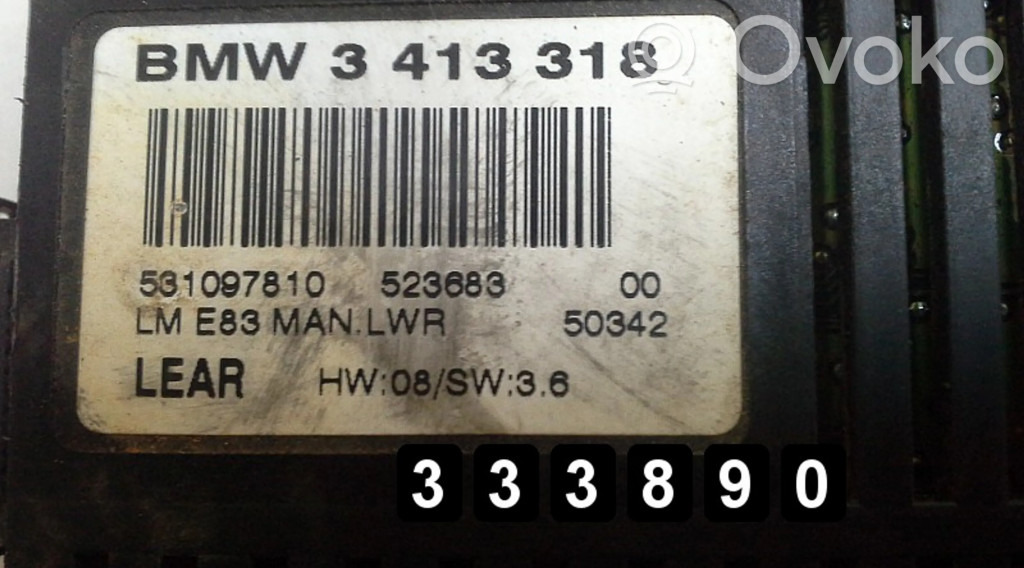 BMW 3 413 318
Ovoko
531097810 523683 00
LM E83 MAN.LWR 50342
LEAR HW:08/SW:3.6
333890